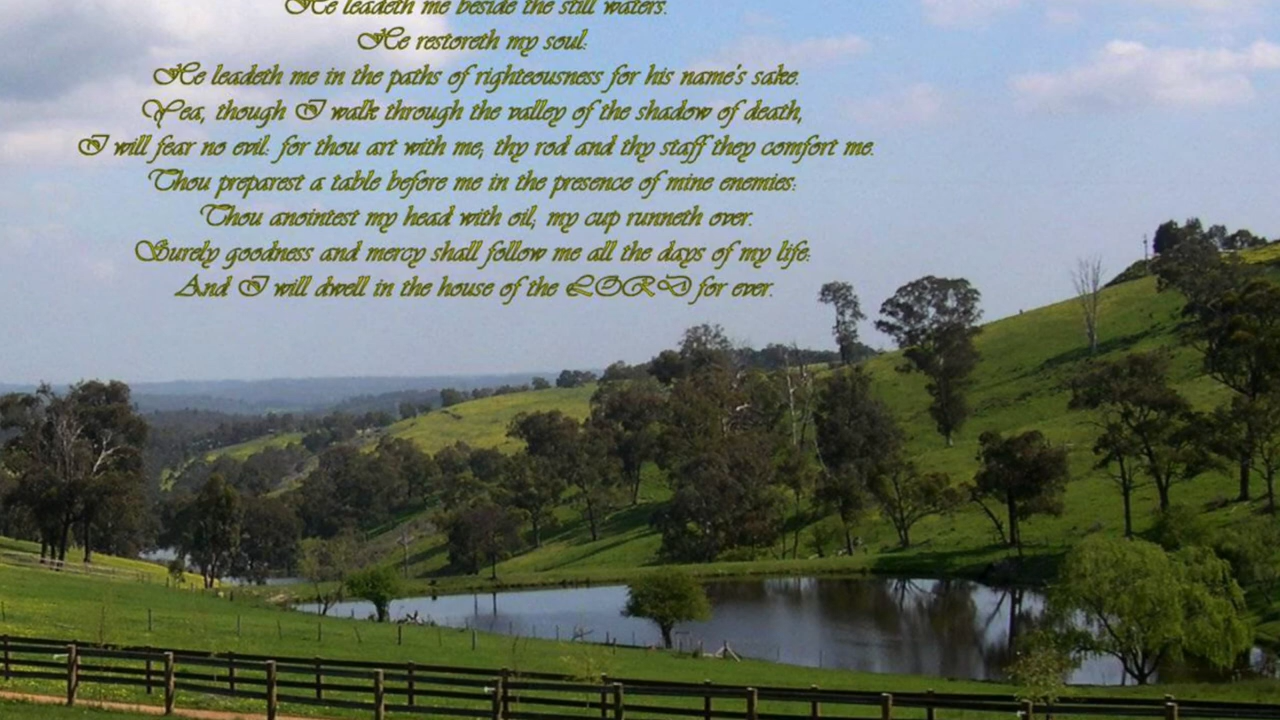 He leadeth me beside the still waters.
He restoreth my soul:
He leadeth me in the paths of righteousness for his name's sake.
Yea, though I walk through the valley of the shadow of death,
I will fear no evil: for thou art with me; thy rod and thy staff they comfort me.
Thou preparest a table before me in the presence of mine enemies:
Thou anointest my head with oil; my cup runneth over.
Surely goodness and mercy shall follow me all the days of my life:
And I will dwell in the house of the LORD for ever.